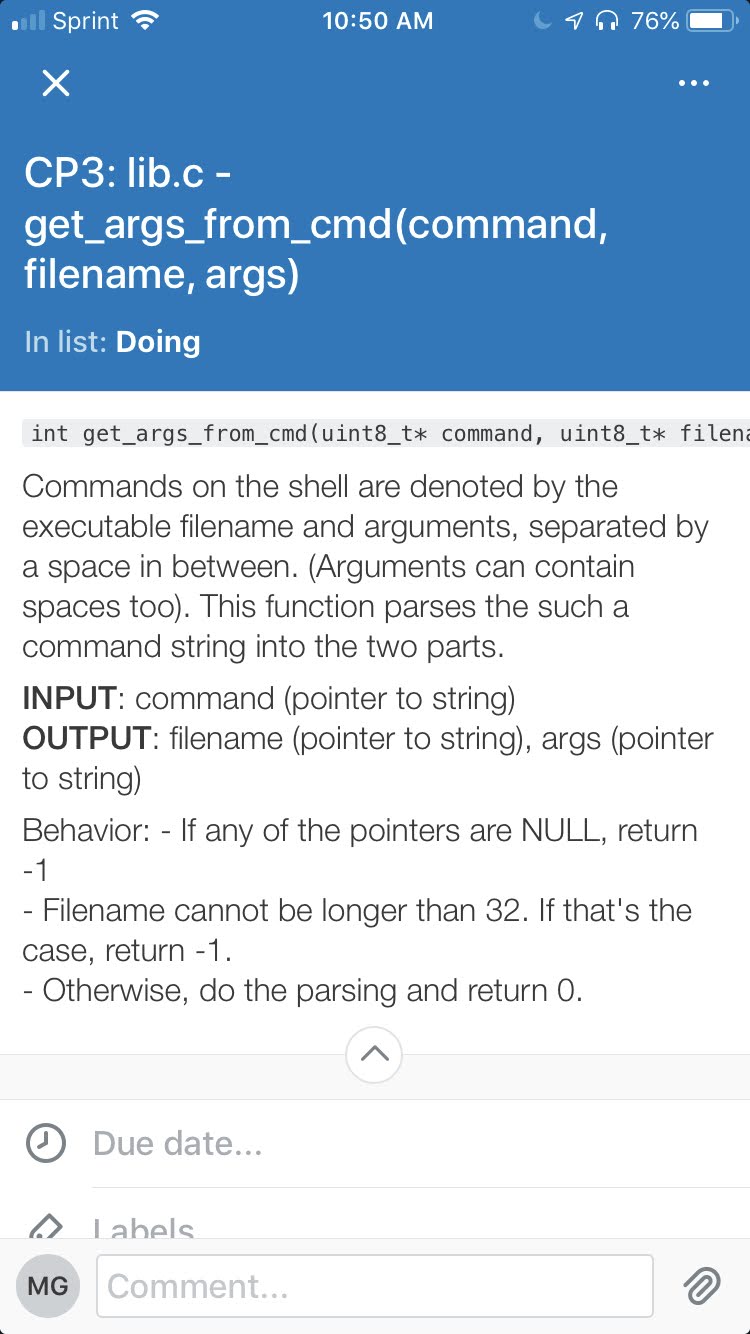 Sprint 10:50 AM 76%
CP3: lib.c -
get_args_from_cmd(command,
filename, args)
In list: Doing
int get_args_from_cmd(uint8_t* command, uint8_t* filena
Commands on the shell are denoted by the
executable filename and arguments, separated by
a space in between. (Arguments can contain
spaces too). This function parses the such a
command string into the two parts.
INPUT: command (pointer to string)
OUTPUT: filename (pointer to string), args (pointer
to string)
Behavior: - If any of the pointers are NULL, return
-1
- Filename cannot be longer than 32. If that's the
case, return -1.
- Otherwise, do the parsing and return 0.
Due date...
Labels
MG Comment...